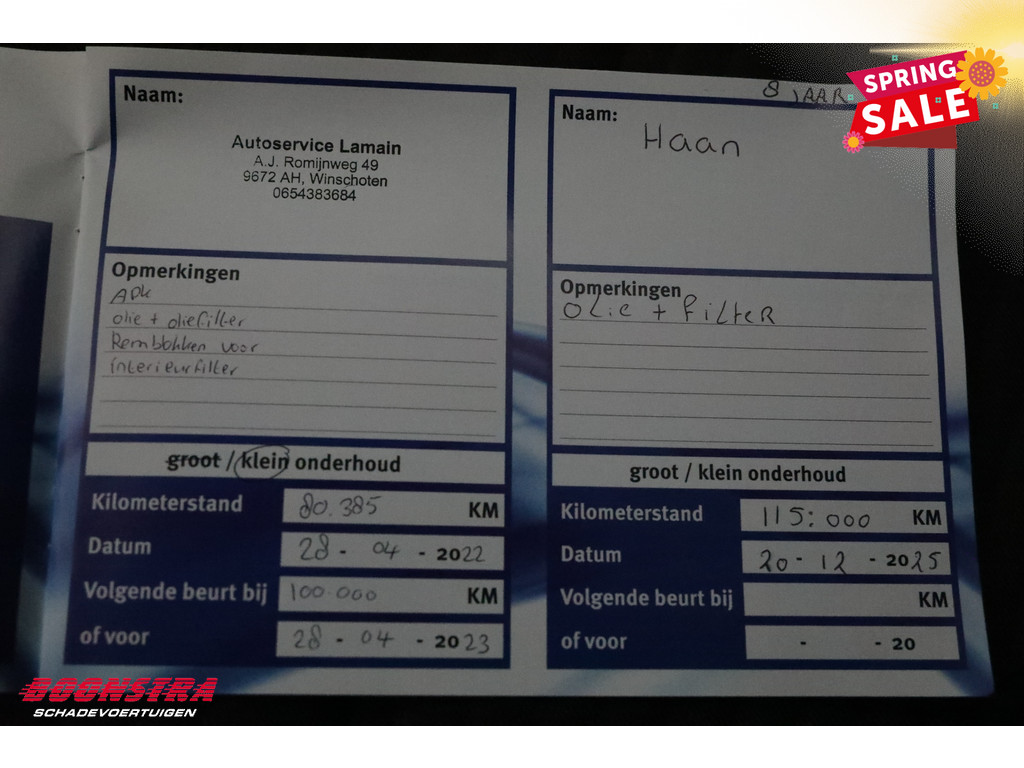 SPRING
SALE
Naam:
Autoservice Lamain
A.J. Romijnweg 49
9672 AH, Winschoten
0654383684
Opmerkingen
APK
olie + oliefilter
Remblokken voor
interieurfilter
groot / klein onderhoud
Kilometerstand 80.385 KM
Datum 28 - 04 - 2022
Volgende beurt bij 100.000 KM
of voor 28 - 04 - 2023
8 JAAR
Naam:
Haan
Opmerkingen
OLie + FiLTeR
groot / klein onderhoud
Kilometerstand 115:000 KM
Datum 20 - 12 - 2025
Volgende beurt bij KM
of voor - - 20
BOONSTRA
SCHADEVOERTUIGEN